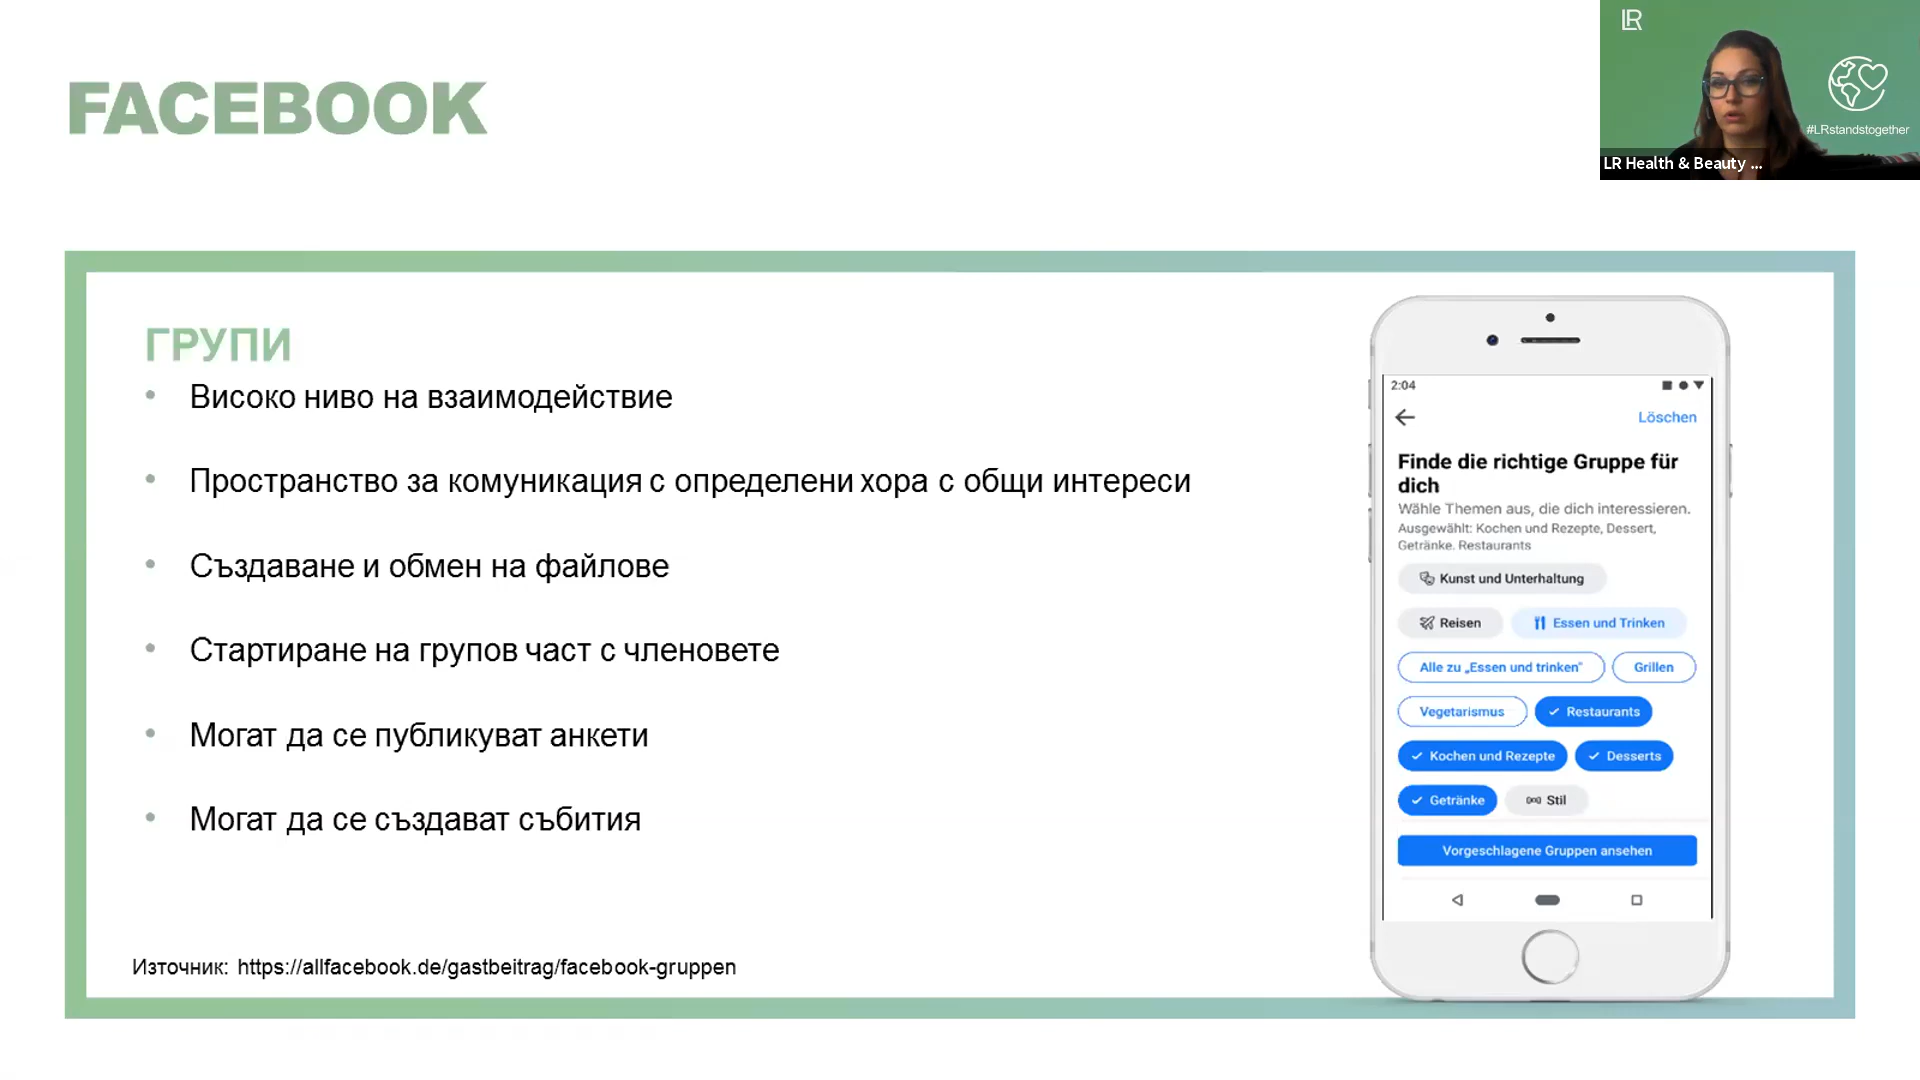 FACEBOOK
LR
#LRstandstogether
LR Health & Beauty ...
ГРУПИ
• Високо ниво на взаимодействие
• Пространство за комуникация с определени хора с общи интереси
• Създаване и обмен на файлове
• Стартиране на групов част с членовете
• Могат да се публикуват анкети
• Могат да се създават събития
Източник: https://allfacebook.de/gastbeitrag/facebook-gruppen
2:04
Löschen
Finde die richtige Gruppe für
dich
Wähle Themen aus, die dich interessieren.
Ausgewählt: Kochen und Rezepte, Dessert,
Getränke. Restaurants
Kunst und Unterhaltung
Reisen Essen und Trinken
Alle zu „Essen und trinken" Grillen
Vegetarismus Restaurants
Kochen und Rezepte Desserts
Getränke Stil
Vorgeschlagene Gruppen ansehen